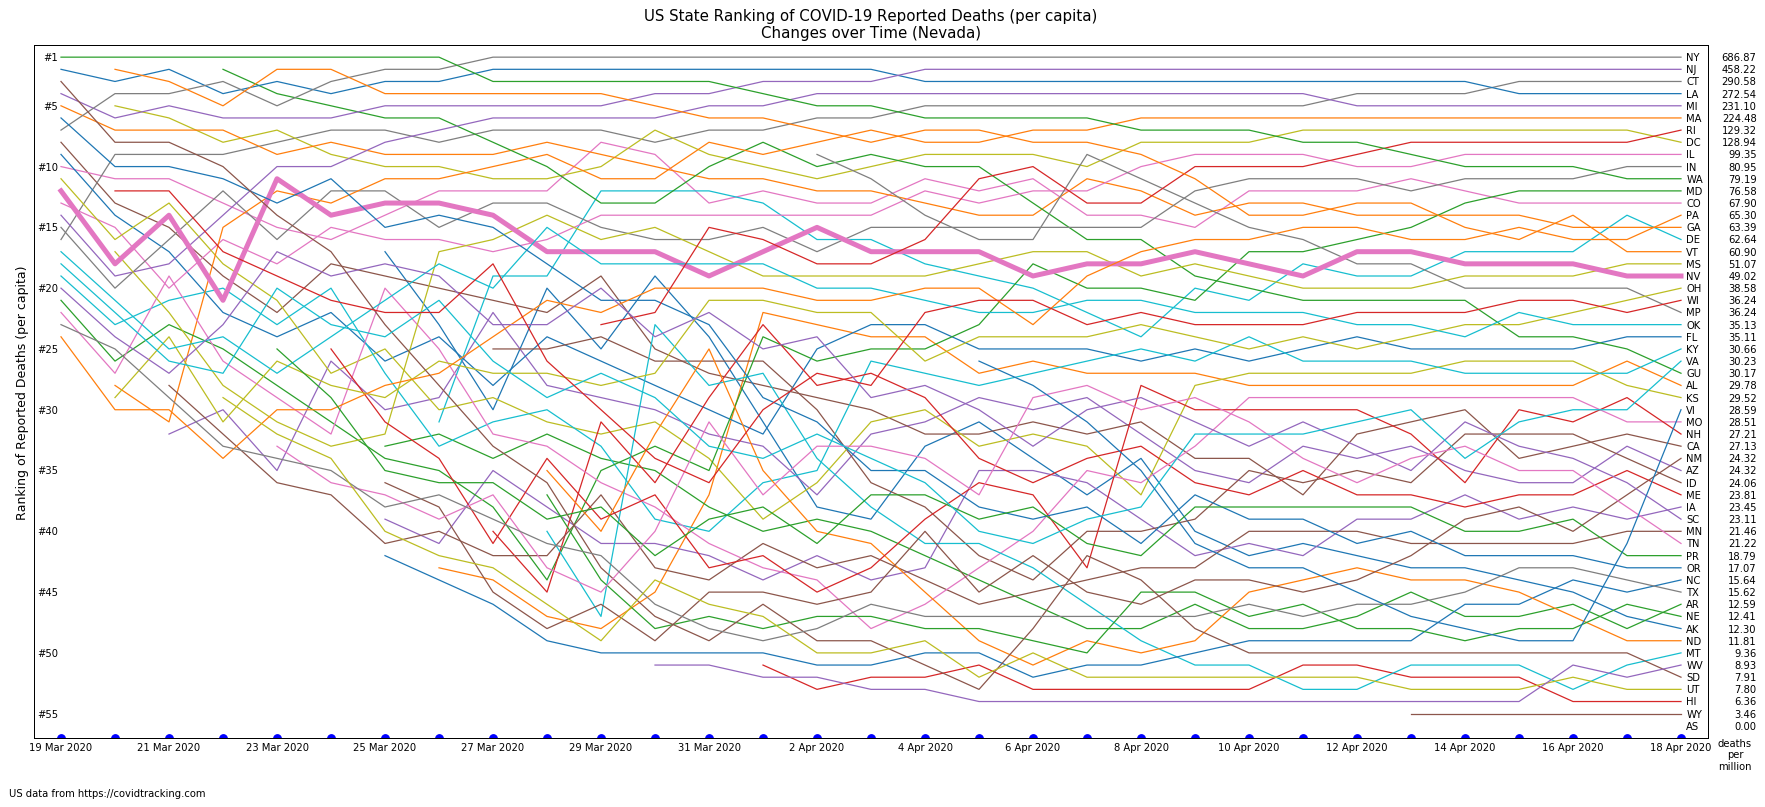 US State Ranking of COVID-19 Reported Deaths (per capita)
Changes over Time (Nevada)
Ranking of Reported Deaths (per capita)
#1
#5
#10
#15
#20
#25
#30
#35
#40
#45
#50
#55
NY 686.87
NJ 458.22
CT 290.58
LA 272.54
MI 231.10
MA 224.48
RI 129.32
DC 128.94
IL 99.35
IN 80.95
WA 79.19
MD 76.58
CO 67.90
PA 65.30
GA 63.39
DE 62.64
VT 60.90
MS 51.07
NV 49.02
OH 38.58
WI 36.24
MP 36.24
OK 35.13
FL 35.11
KY 30.66
VA 30.23
GU 30.17
AL 29.78
KS 29.52
VI 28.59
MO 28.51
NH 27.21
CA 27.13
NM 24.32
AZ 24.32
ID 24.06
ME 23.81
IA 23.45
SC 23.11
MN 21.46
TN 21.22
PR 18.79
OR 17.07
NC 15.64
TX 15.62
AR 12.59
NE 12.41
AK 12.30
ND 11.81
MT 9.36
WV 8.93
SD 7.91
UT 7.80
HI 6.36
WY 3.46
AS 0.00
19 Mar 2020 21 Mar 2020 23 Mar 2020 25 Mar 2020 27 Mar 2020 29 Mar 2020 31 Mar 2020 2 Apr 2020 4 Apr 2020 6 Apr 2020 8 Apr 2020 10 Apr 2020 12 Apr 2020 14 Apr 2020 16 Apr 2020 18 Apr 2020
deaths
per
million
US data from https://covidtracking.com